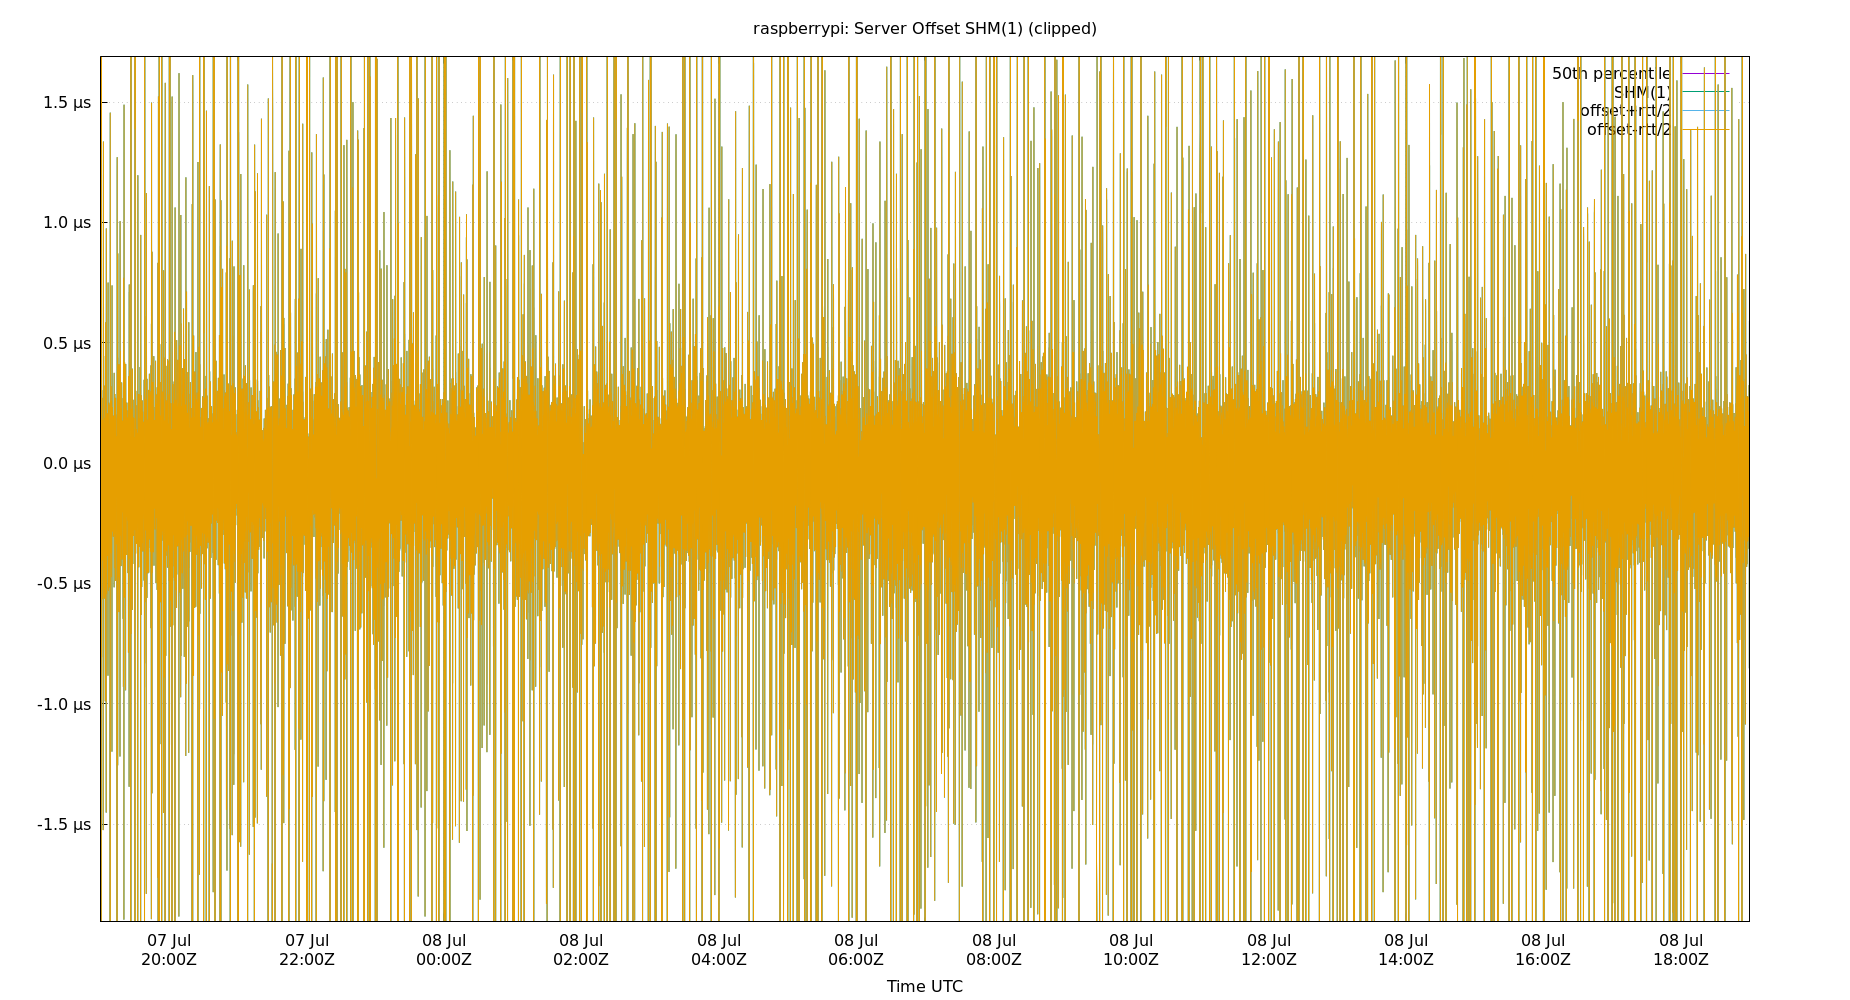 raspberrypi: Server Offset SHM(1) (clipped)
50th percentile
SHM(1)
offset+rtt/2
offset-rtt/2
1.5 µs
1.0 µs
0.5 µs
0.0 µs
-0.5 µs
-1.0 µs
-1.5 µs
07 Jul 07 Jul 08 Jul 08 Jul 08 Jul 08 Jul 08 Jul 08 Jul 08 Jul 08 Jul 08 Jul 08 Jul
20:00Z 22:00Z 00:00Z 02:00Z 04:00Z 06:00Z 08:00Z 10:00Z 12:00Z 14:00Z 16:00Z 18:00Z
Time UTC